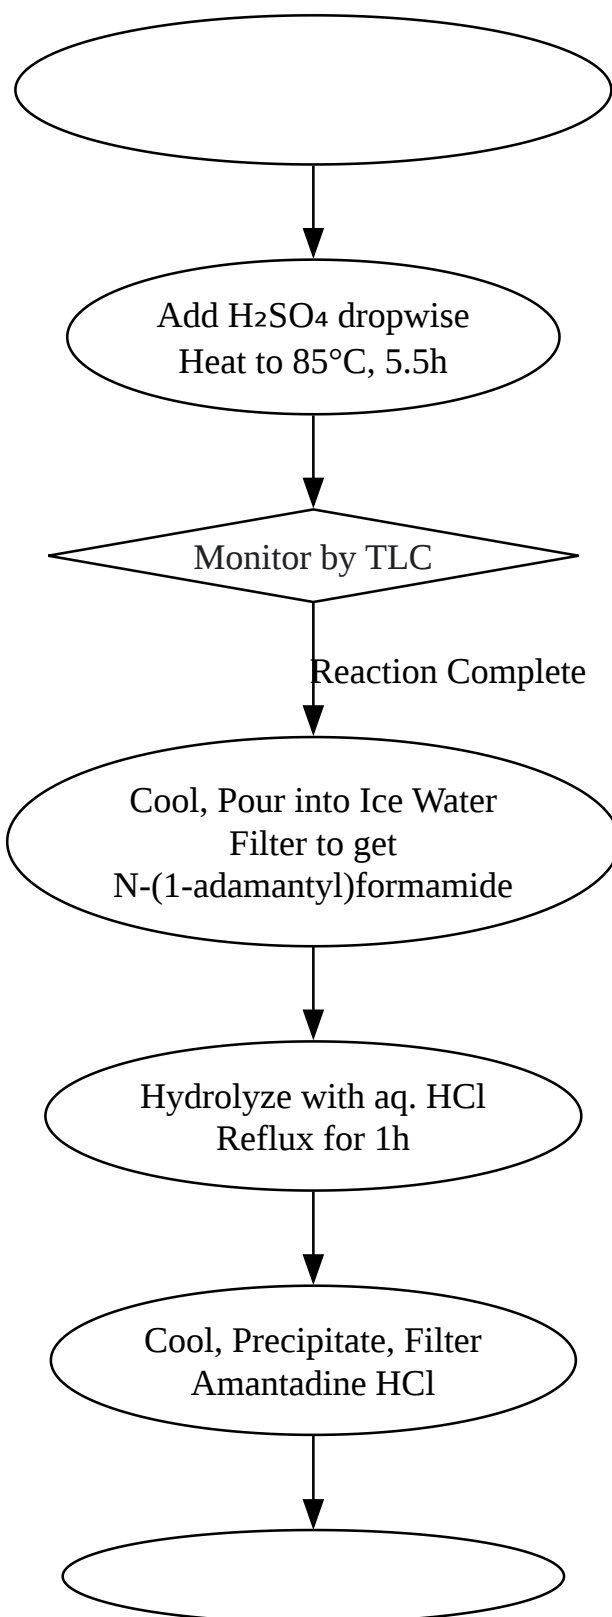 Add H₂SO₄ dropwise
Heat to 85°C, 5.5h
Monitor by TLC
Reaction Complete
Cool, Pour into Ice Water
Filter to get
N-(1-adamantyl)formamide
Hydrolyze with aq. HCl
Reflux for 1h
Cool, Precipitate, Filter
Amantadine HCl